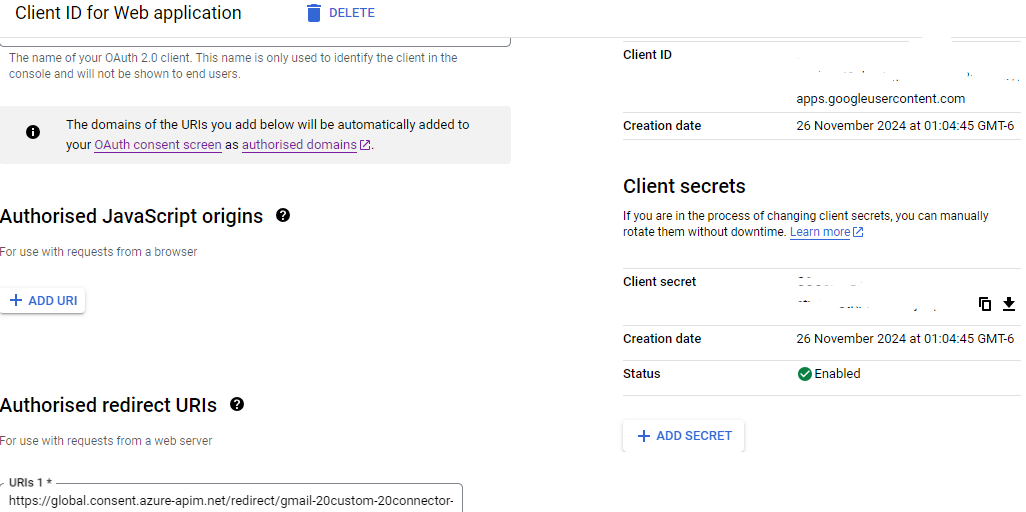 Client ID for Web application
DELETE
The name of your OAuth 2.0 client. This name is only used to identify the client in the
console and will not be shown to end users.
The domains of the URIs you add below will be automatically added to
your OAuth consent screen as authorised domains.
Authorised JavaScript origins
For use with requests from a browser
ADD URI
Authorised redirect URIs
For use with requests from a web server
URIs 1 *
https://global.consent.azure-apim.net/redirect/gmail-20custom-20connector-
Client ID
apps.googleusercontent.com
Creation date
26 November 2024 at 01:04:45 GMT-6
Client secrets
If you are in the process of changing client secrets, you can manually
rotate them without downtime. Learn more
Client secret
Creation date
26 November 2024 at 01:04:45 GMT-6
Status
Enabled
ADD SECRET